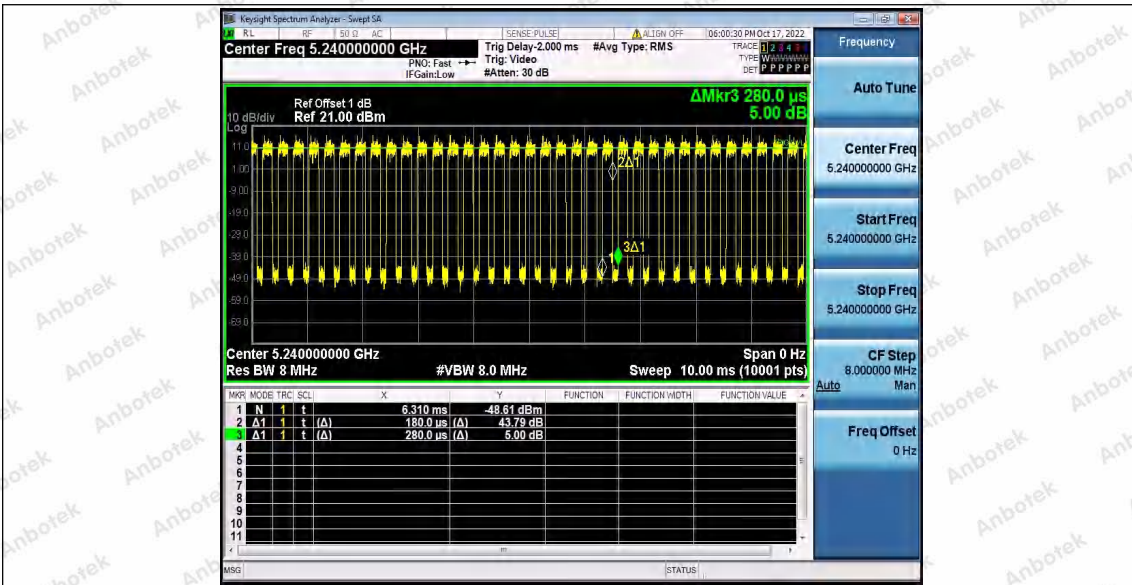 Keysight Spectrum Analyzer - Swept SA
RL RF 50 Ω AC SENSE:PULSE ALIGN OFF 06:00:30 PM Oct 17, 2022
Center Freq 5.240000000 GHz
PNO: Fast
IFGain:Low
Trig Delay-2.000 ms
Trig: Video
#Atten: 30 dB
#Avg Type: RMS
TRACE 1 2 3 4
TYPE W
DET P P P P P P
ΔMkr3 280.0 µs
5.00 dB
Ref Offset 1 dB
10 dB/div Ref 21.00 dBm
Log
11.0
1.00
-9.00
-19.0
-29.0
-39.0
-49.0
-59.0
-69.0
2Δ1
3Δ1
1
Center 5.240000000 GHz Span 0 Hz
Res BW 8 MHz #VBW 8.0 MHz Sweep 10.00 ms (10001 pts)
MKR MODE TRC SCL X Y FUNCTION FUNCTION WIDTH FUNCTION VALUE
1 N 1 t 6.310 ms -48.61 dBm
2 Δ1 1 t (Δ) 180.0 µs (Δ) 43.79 dB
3 Δ1 1 t (Δ) 280.0 µs (Δ) 5.00 dB
4
5
6
7
8
9
10
11
MSG STATUS
Frequency
Auto Tune
Center Freq
5.240000000 GHz
Start Freq
5.240000000 GHz
Stop Freq
5.240000000 GHz
CF Step
8.000000 MHz
Auto Man
Freq Offset
0 Hz
Anbotek